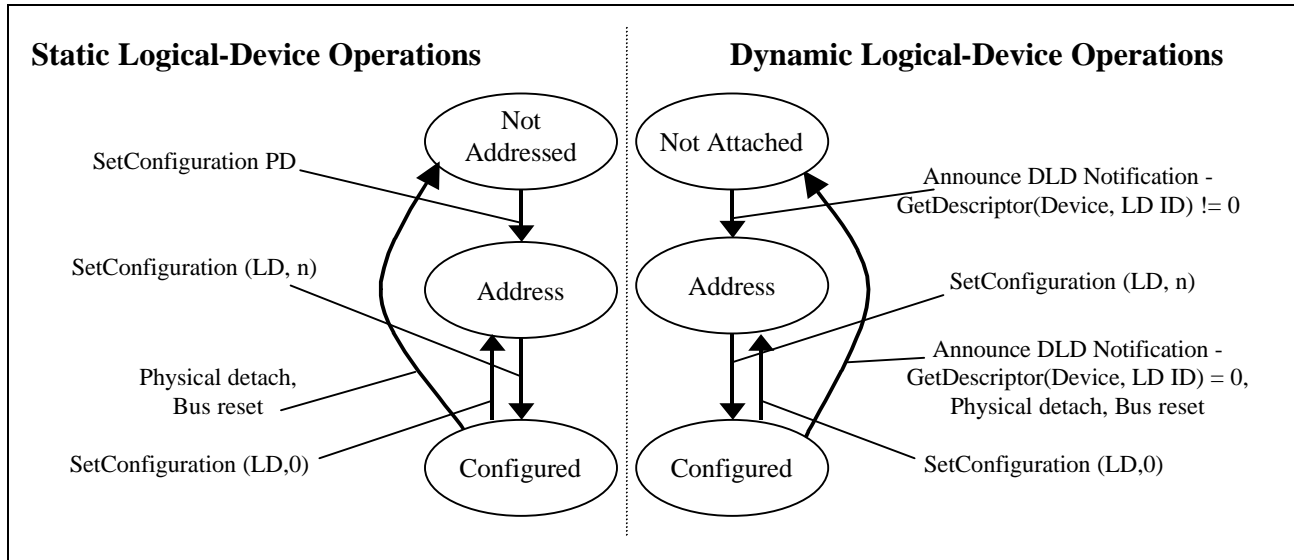 Static Logical-Device Operations
Not
Addressed
SetConfiguration PD
SetConfiguration (LD, n)
Address
Physical detach,
Bus reset
SetConfiguration (LD,0)
Configured
Dynamic Logical-Device Operations
Not Attached
Announce DLD Notification -
GetDescriptor(Device, LD ID) != 0
Address
SetConfiguration (LD, n)
Announce DLD Notification -
GetDescriptor(Device, LD ID) = 0,
Physical detach, Bus reset
Configured
SetConfiguration (LD,0)